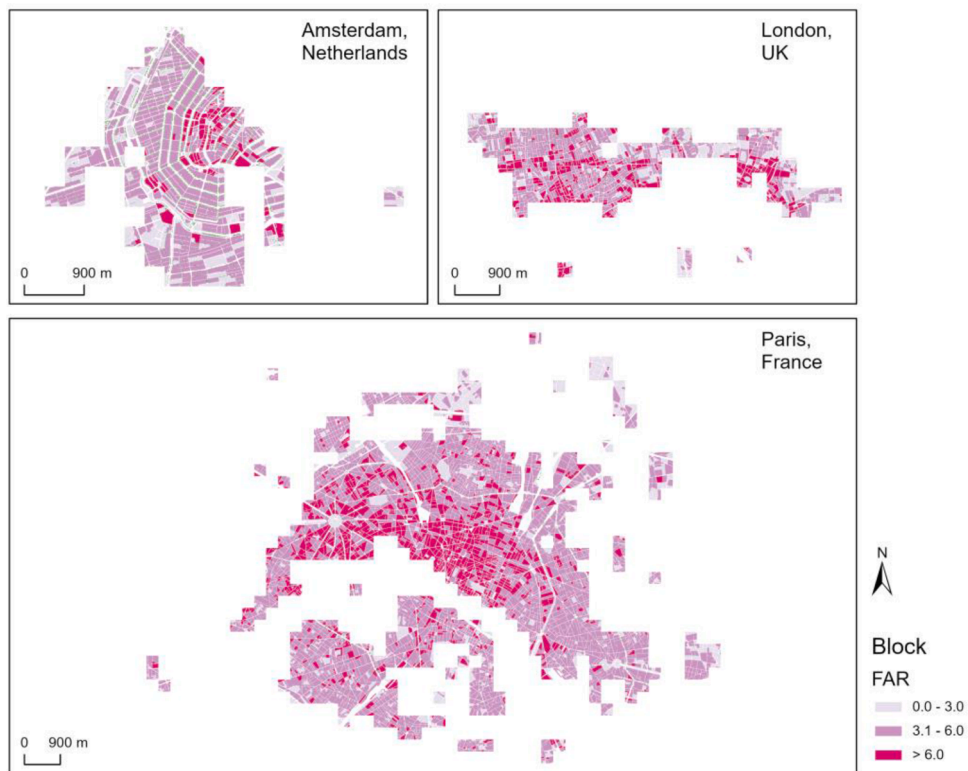 Amsterdam,
Netherlands
0 900 m
London,
UK
0 900 m
Paris,
France
0 900 m
N
Block
FAR
0.0 - 3.0
3.1 - 6.0
> 6.0